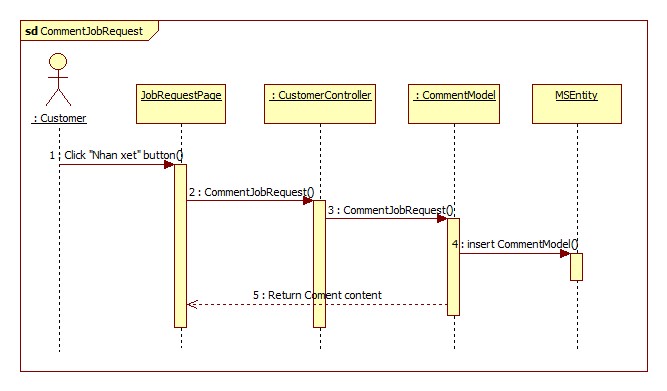 sd CommentJobRequest
: Customer
JobRequestPage
: CustomerController
: CommentModel
MSEntity
1 : Click "Nhan xet" button()
2 : CommentJobRequest()
3 : CommentJobRequest()
4 : insert CommentModel()
5 : Return Coment content